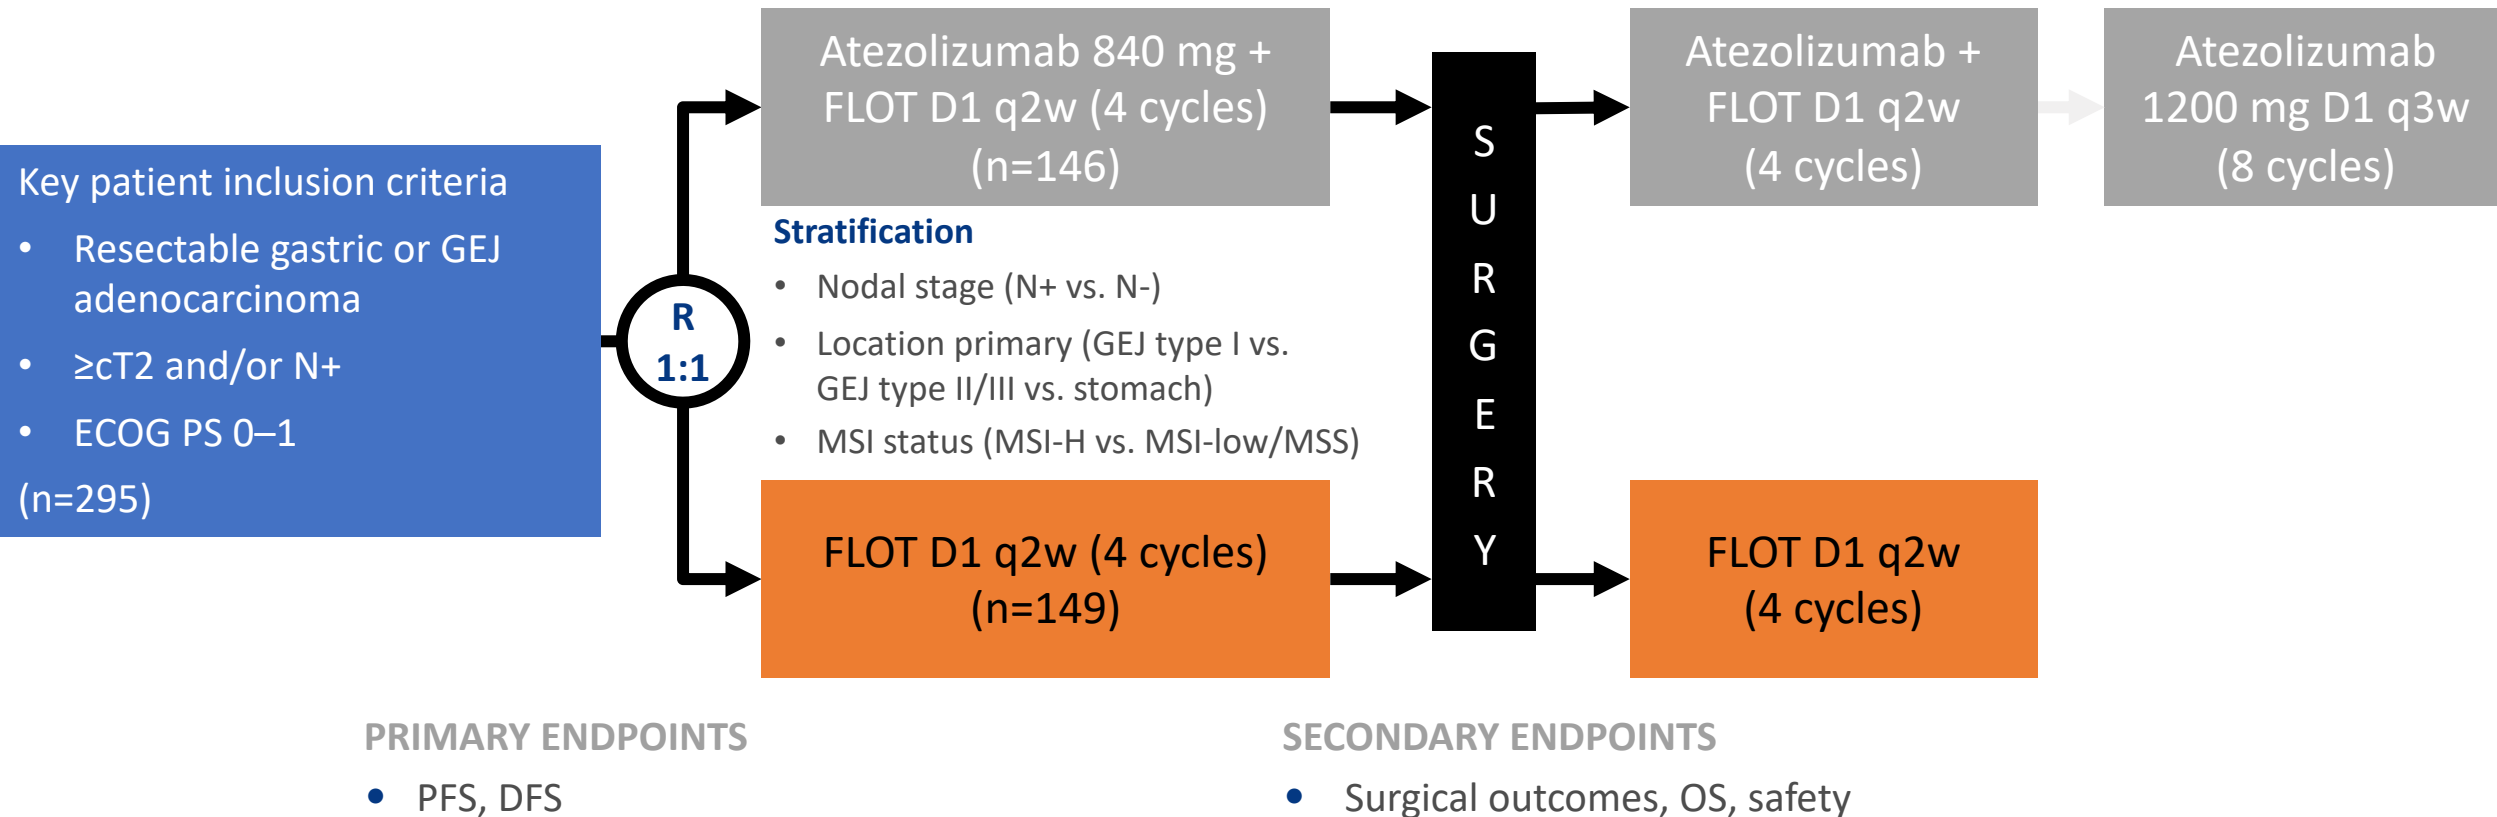 Key patient inclusion criteria
• Resectable gastric or GEJ
adenocarcinoma
• ≥cT2 and/or N+
• ECOG PS 0–1
(n=295)
R
1:1
Atezolizumab 840 mg +
FLOT D1 q2w (4 cycles)
(n=146)
Stratification
• Nodal stage (N+ vs. N-)
• Location primary (GEJ type I vs.
GEJ type II/III vs. stomach)
• MSI status (MSI-H vs. MSI-low/MSS)
FLOT D1 q2w (4 cycles)
(n=149)
S
U
R
G
E
R
Y
Atezolizumab +
FLOT D1 q2w
(4 cycles)
Atezolizumab
1200 mg D1 q3w
(8 cycles)
FLOT D1 q2w
(4 cycles)
PRIMARY ENDPOINTS
• PFS, DFS
SECONDARY ENDPOINTS
• Surgical outcomes, OS, safety